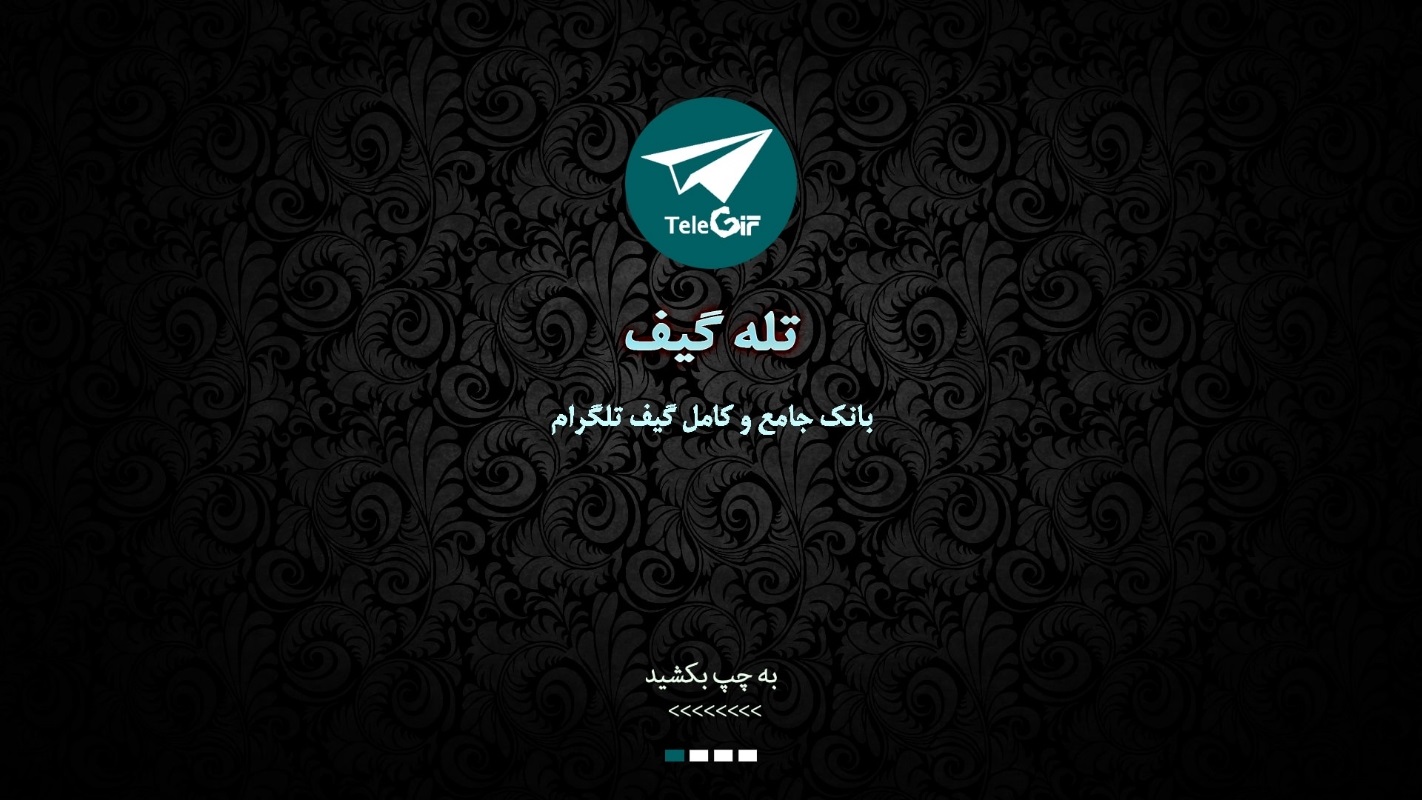 TeleGiF
تله گیف
بانک جامع و کامل گیف تلگرام
به چپ بکشید
<<<<<<<<